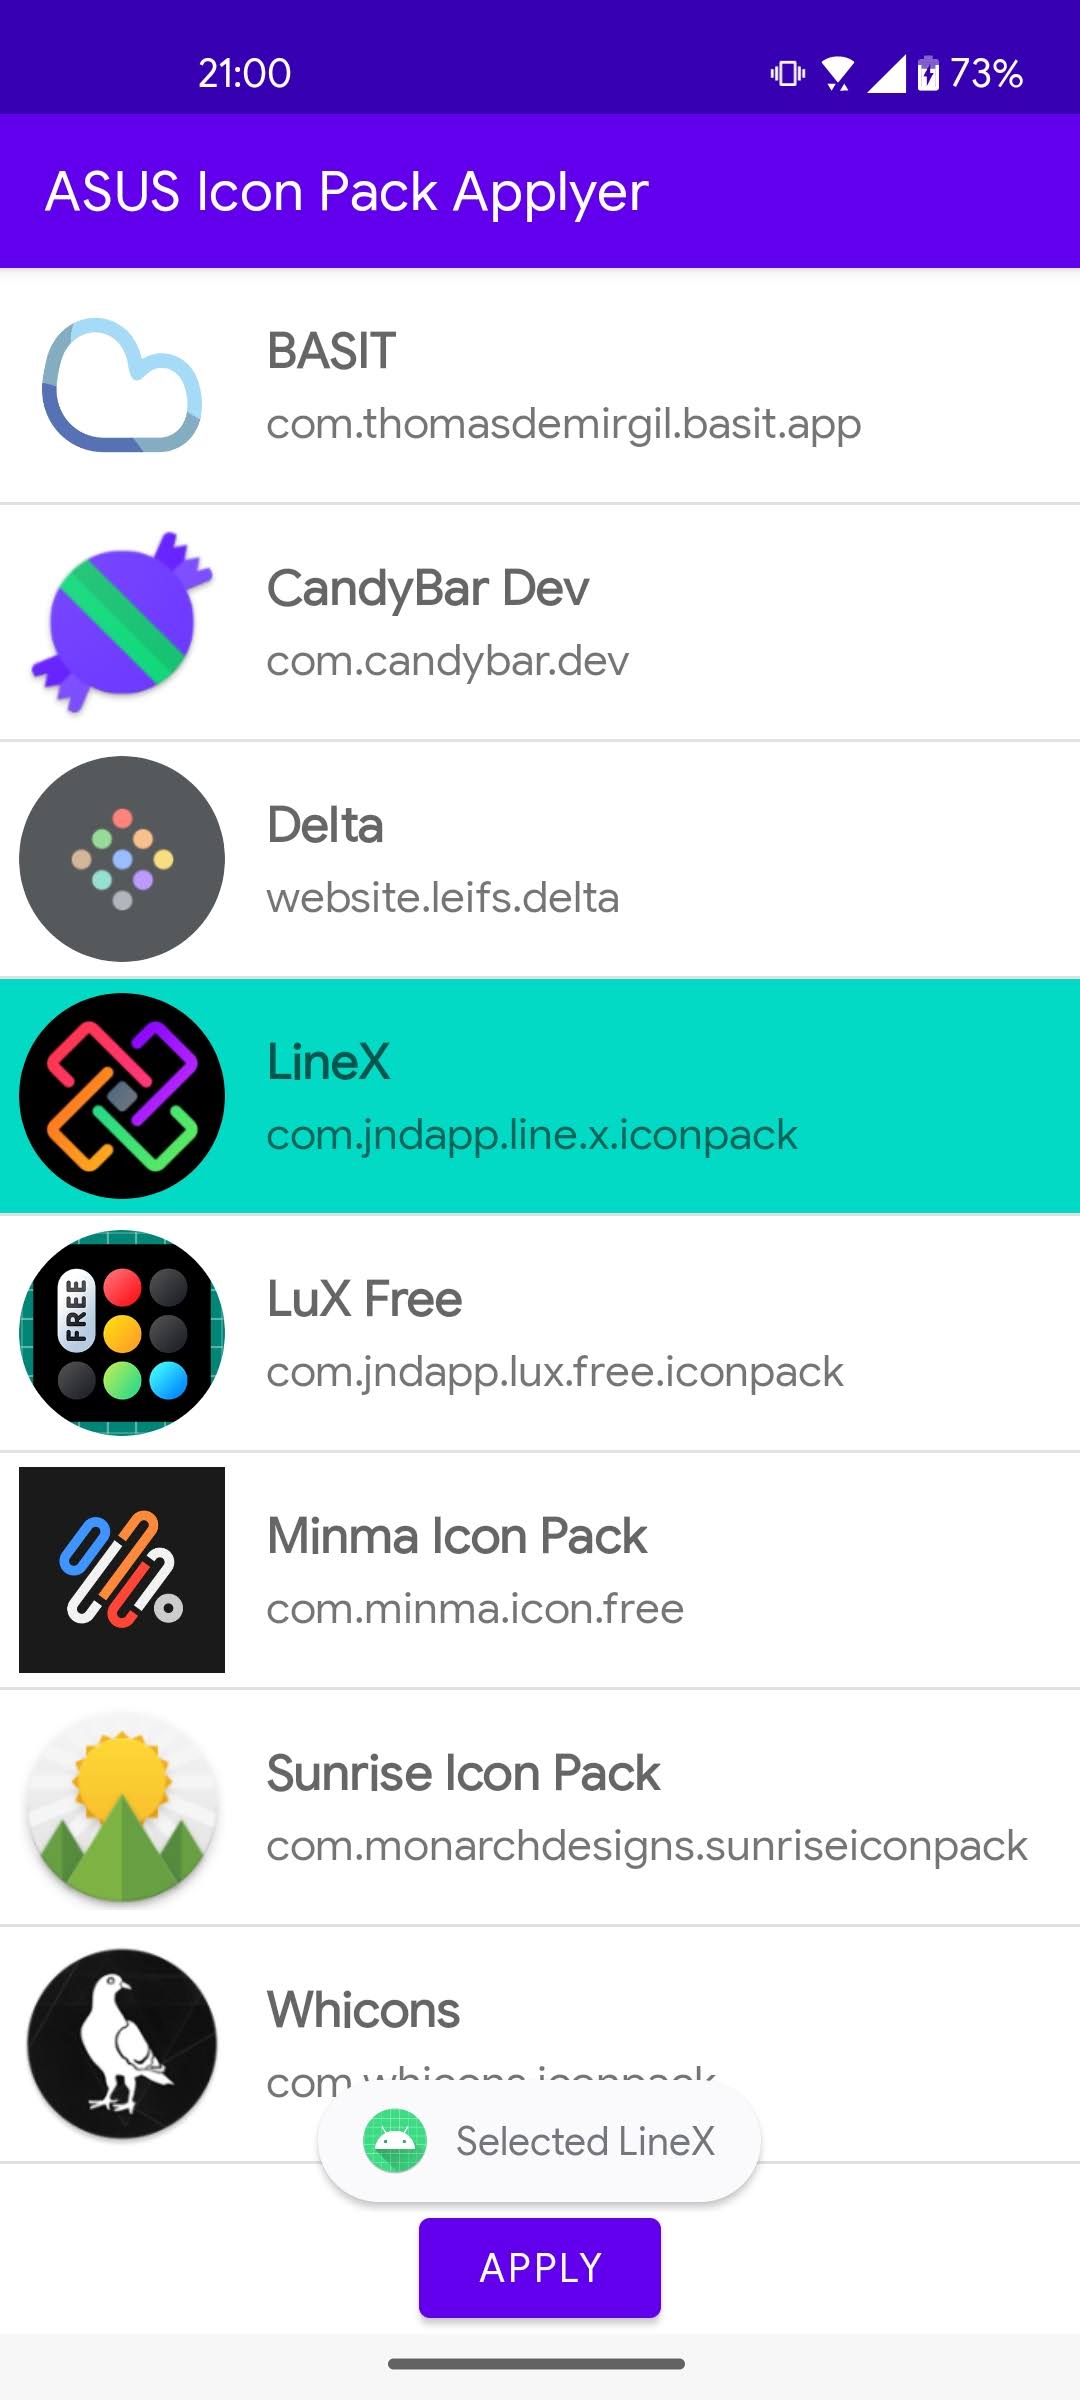 21:00 73%
ASUS Icon Pack Applyer
BASIT
com.thomasdemirgil.basit.app
CandyBar Dev
com.candybar.dev
Delta
website.leifs.delta
LineX
com.jndapp.line.x.iconpack
FREE
LuX Free
com.jndapp.lux.free.iconpack
Minma Icon Pack
com.minma.icon.free
Sunrise Icon Pack
com.monarchdesigns.sunriseiconpack
Whicons
com.whicons.iconpack
Selected LineX
APPLY